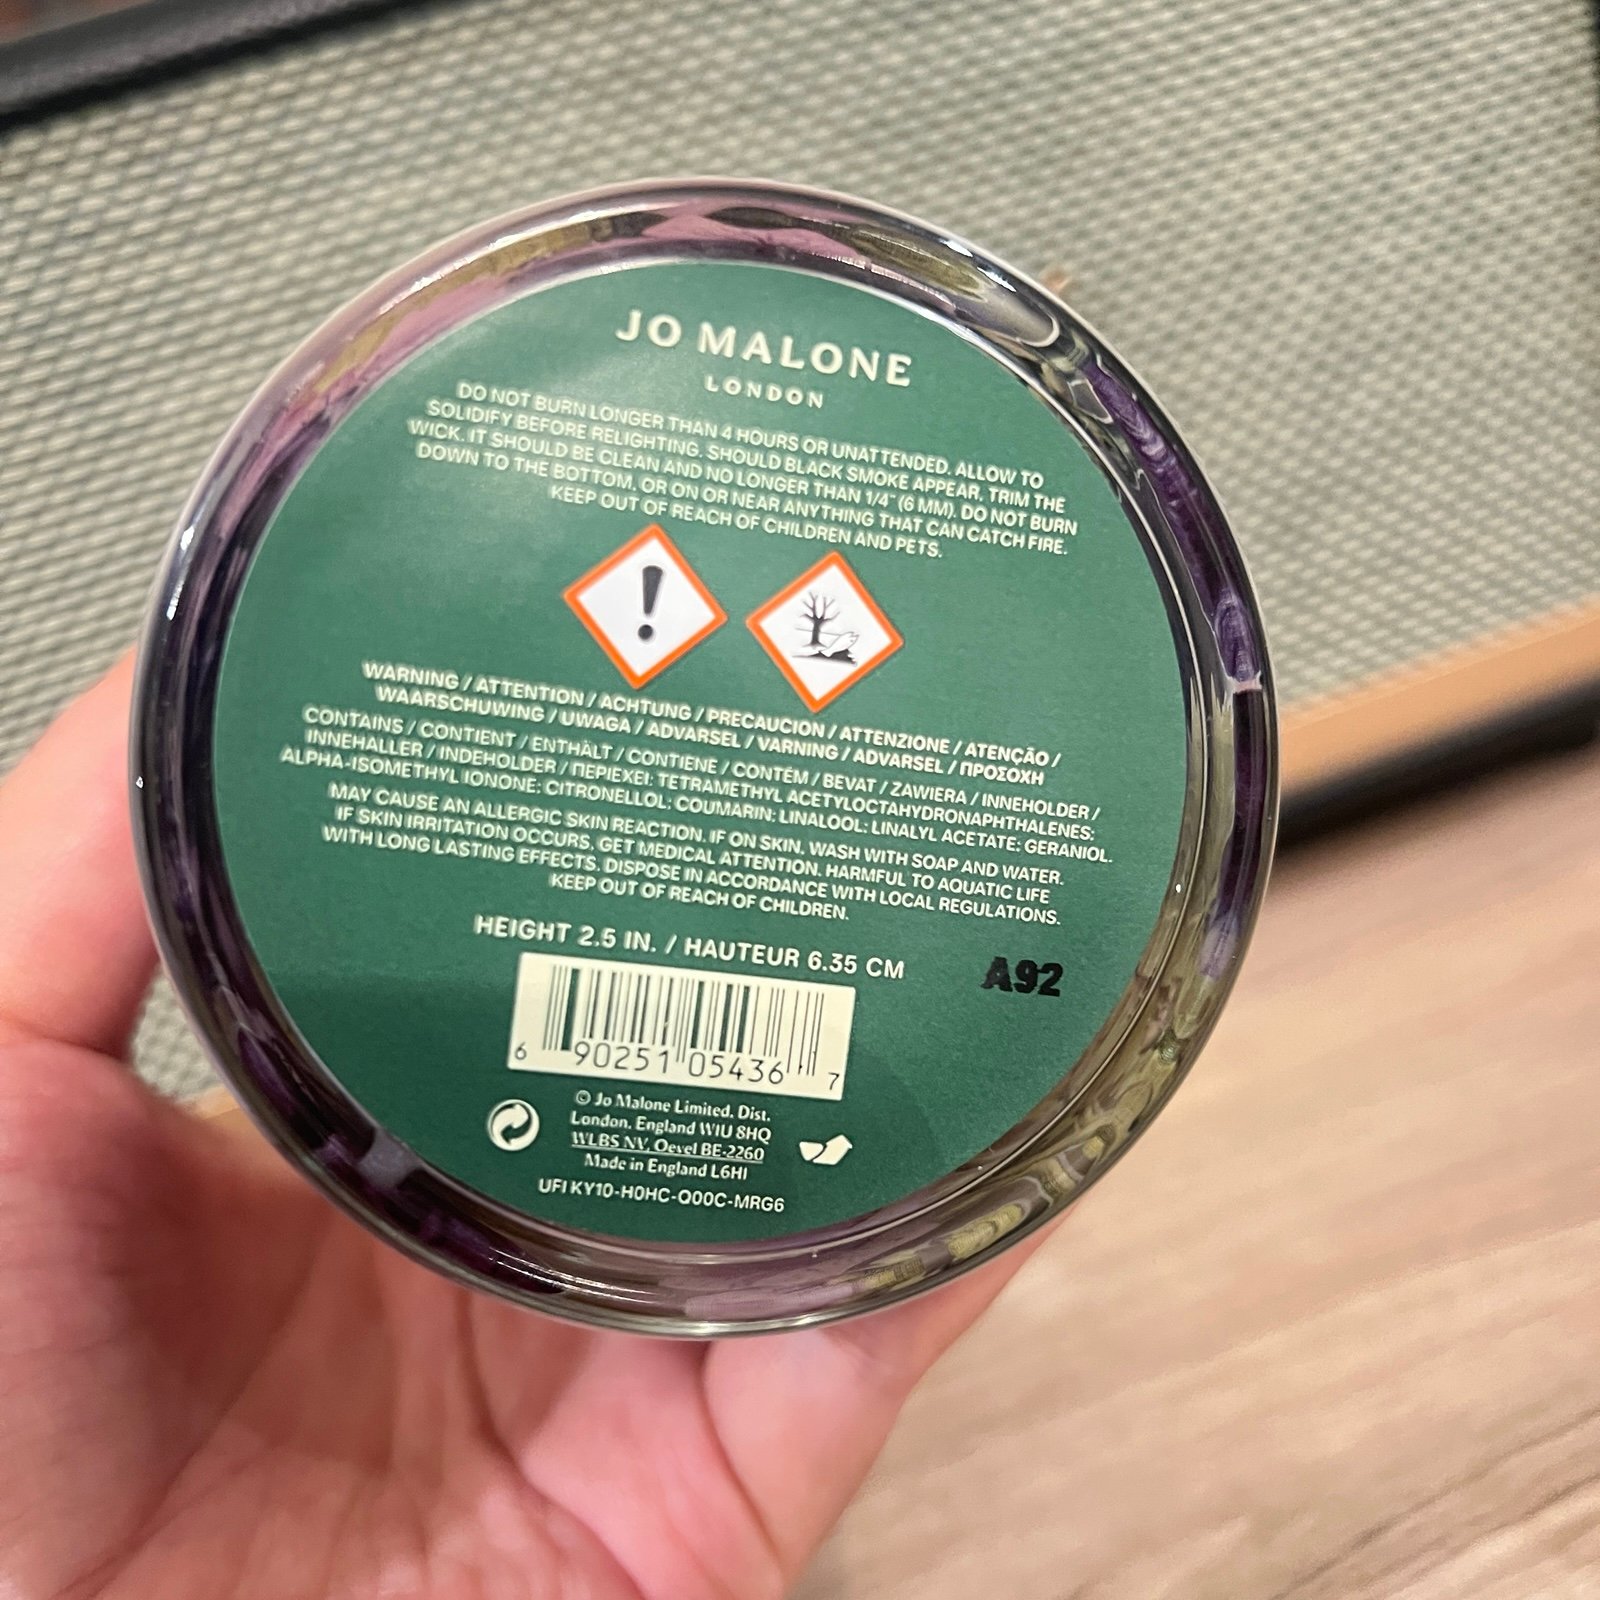 JO MALONE
LONDON
DO NOT BURN LONGER THAN 4 HOURS OR UNATTENDED. ALLOW TO
SOLIDIFY BEFORE RELIGHTING. SHOULD BLACK SMOKE APPEAR, TRIM THE
WICK. IT SHOULD BE CLEAN AND NO LONGER THAN 1/4" (6 MM). DO NOT BURN
DOWN TO THE BOTTOM, OR ON OR NEAR ANYTHING THAT CAN CATCH FIRE.
KEEP OUT OF REACH OF CHILDREN AND PETS.
WARNING / ATTENTION / ACHTUNG / PRECAUCION / ATTENZIONE / ATENÇÃO /
WAARSCHUWING / UWAGA / ADVARSEL / VARNING / ADVARSEL / ΠΡΟΣΟΧΗ
CONTAINS / CONTIENT / ENTHÄLT / CONTIENE / CONTÉM / BEVAT / ZAWIERA / INNEHOLDER /
INNEHALLER / INDEHOLDER / ΠΕΡΙΕΧΕΙ: TETRAMETHYL ACETYLOCTAHYDRONAPHTHALENES;
ALPHA-ISOMETHYL IONONE; CITRONELLOL; COUMARIN; LINALOOL; LINALYL ACETATE; GERANIOL.
MAY CAUSE AN ALLERGIC SKIN REACTION. IF ON SKIN, WASH WITH SOAP AND WATER.
IF SKIN IRRITATION OCCURS, GET MEDICAL ATTENTION. HARMFUL TO AQUATIC LIFE
WITH LONG LASTING EFFECTS. DISPOSE IN ACCORDANCE WITH LOCAL REGULATIONS.
KEEP OUT OF REACH OF CHILDREN.
HEIGHT 2.5 IN. / HAUTEUR 6.35 CM
A92
6 90251 05436 7
© Jo Malone Limited, Dist.
London, England W1U 8HQ
WLBS NV, Oevel BE-2260
Made in England L6H1
UFI KY10-H0HC-Q00C-MRG6